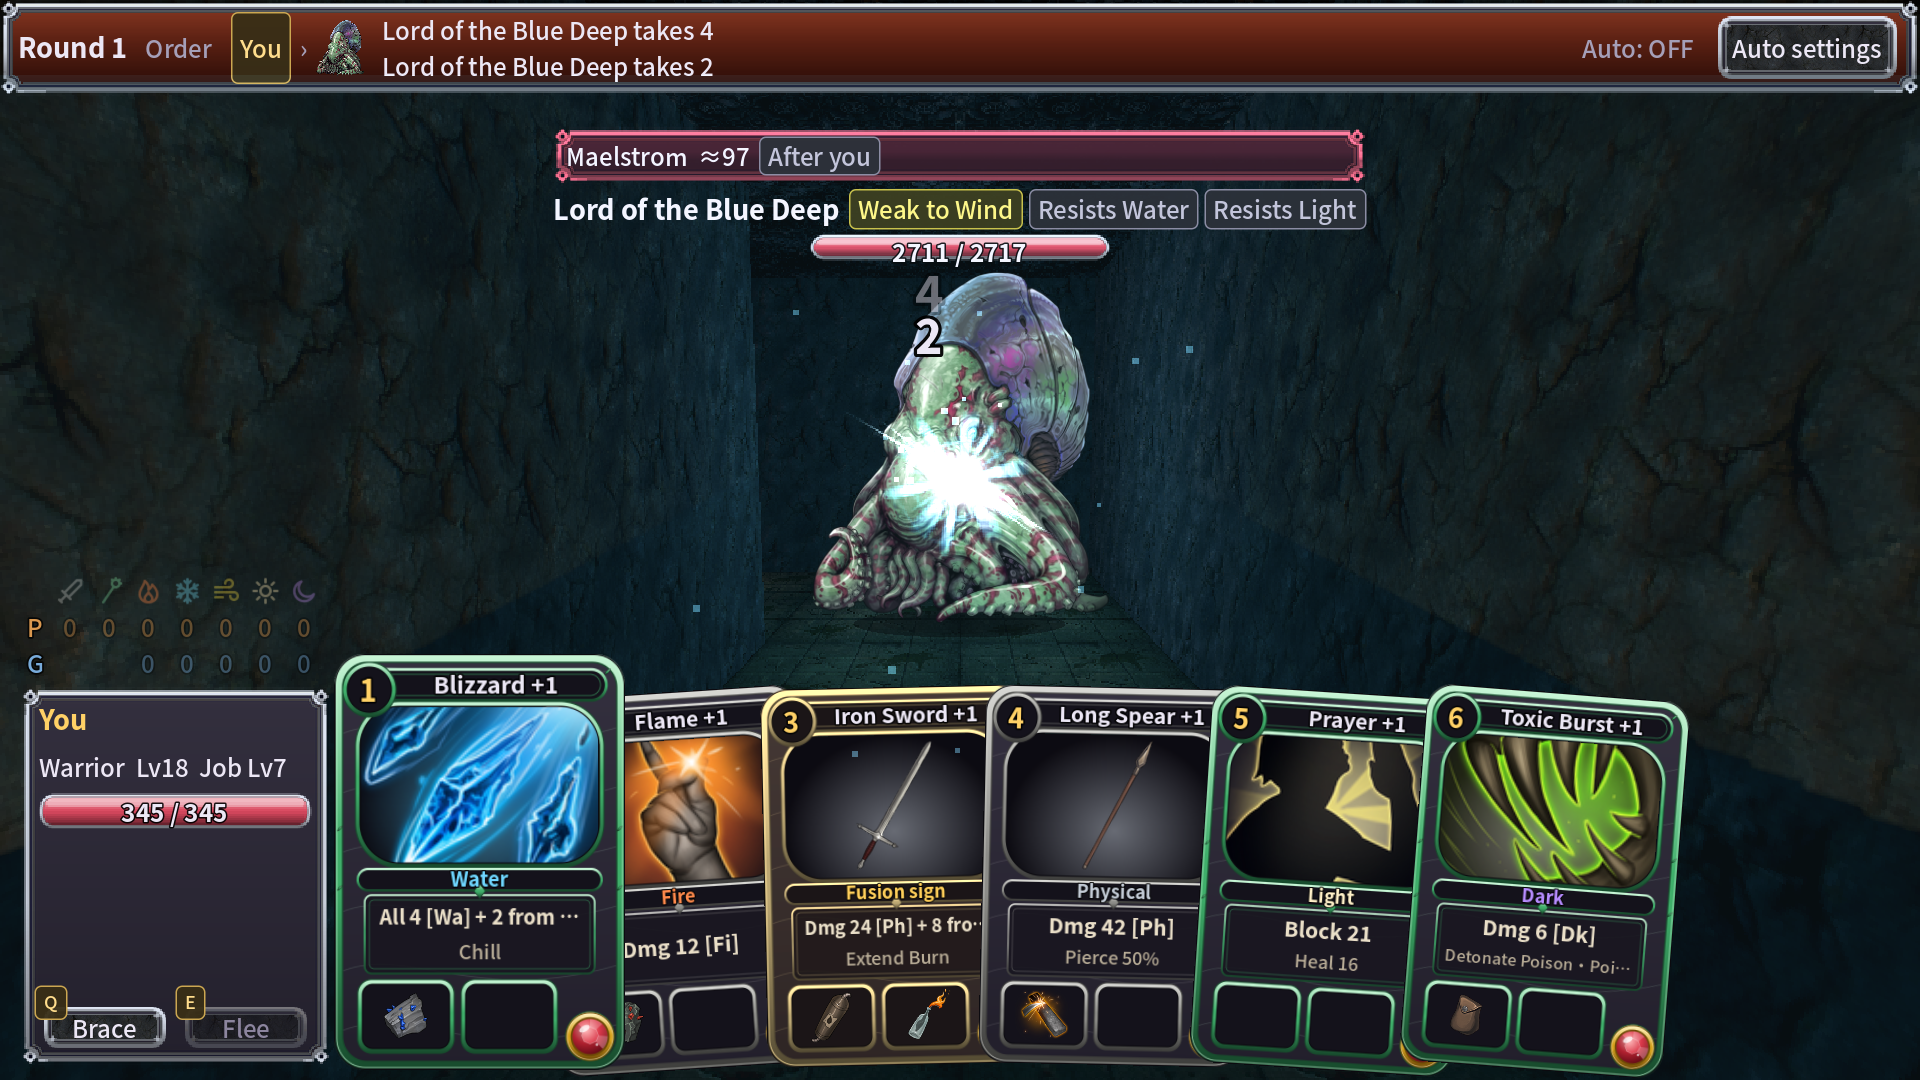 Round 1 Order You › Lord of the Blue Deep takes 4
Lord of the Blue Deep takes 2
Auto: OFF Auto settings
Maelstrom ≈97 After you
Lord of the Blue Deep Weak to Wind Resists Water Resists Light
2711 / 2717
4
2
P 0 0 0 0 0 0 0
G 0 0 0 0 0
You
Warrior Lv18 Job Lv7
345 / 345
Q
Brace
E
Flee
1
Blizzard +1
Water
All 4 [Wa] + 2 from ···
Chill
Flame +1
Fire
Dmg 12 [Fi]
3
Iron Sword +1
Fusion sign
Dmg 24 [Ph] + 8 fro··
Extend Burn
4
Long Spear +1
Physical
Dmg 42 [Ph]
Pierce 50%
5
Prayer +1
Light
Block 21
Heal 16
6
Toxic Burst +1
Dark
Dmg 6 [Dk]
Detonate Poison・Poi···